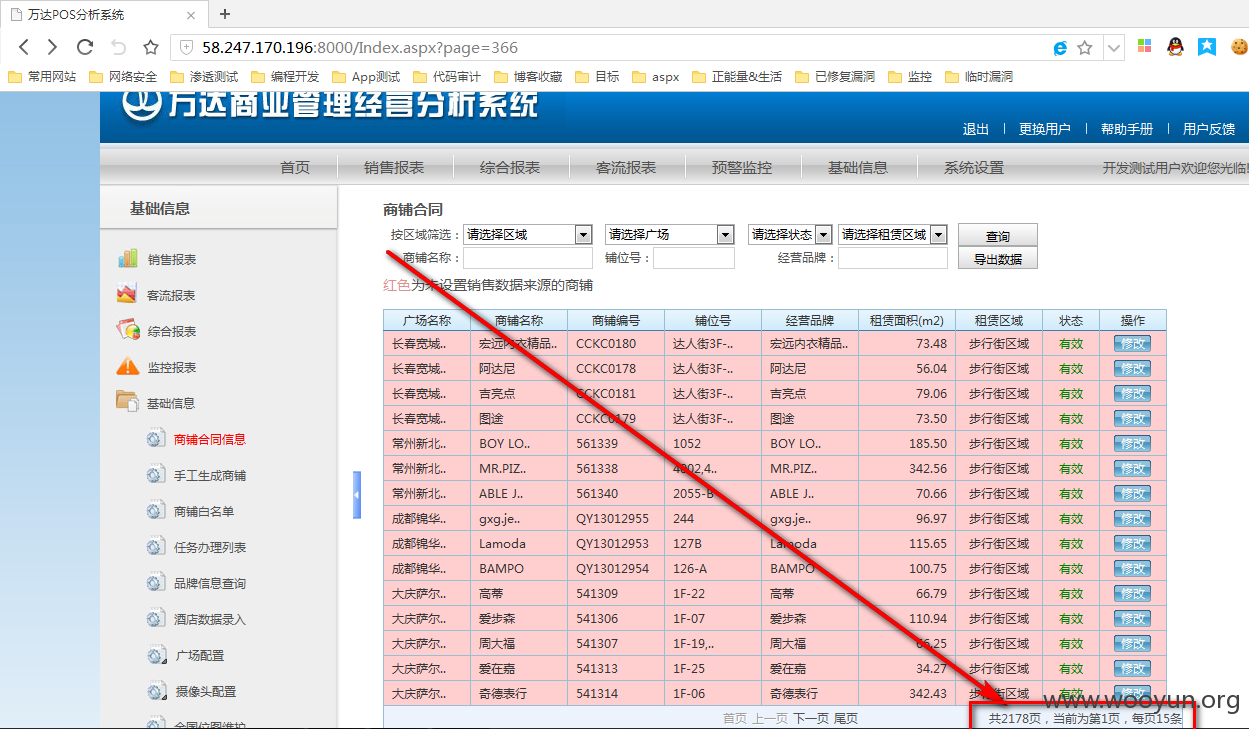 万达POS分析系统
58.247.170.196:8000/Index.aspx?page=366
常用网站 网络安全 渗透测试 编程开发 App测试 代码审计 博客收藏 目标 aspx 正能量&生活 已修复漏洞 监控 临时漏洞
万达商业管理经营分析系统
退出 | 更换用户 | 帮助手册 | 用户反馈
首页 销售报表 综合报表 客流报表 预警监控 基础信息 系统设置 开发测试用户欢迎您光临!
基础信息
销售报表
客流报表
综合报表
监控报表
基础信息
商铺合同信息
手工生成商铺
商铺白名单
任务办理列表
品牌信息查询
酒店数据录入
广场配置
摄像头配置
全国位图维护
商铺合同
按区域筛选: 请选择区域 请选择广场 请选择状态 请选择租赁区域 查询
商铺名称: 铺位号: 经营品牌: 导出数据
红色为未设置销售数据来源的商铺
广场名称 商铺名称 商铺编号 铺位号 经营品牌 租赁面积(m2) 租赁区域 状态 操作
长春宽城.. 宏远内衣精品.. CCKC0180 达人街3F-.. 宏远内衣精品.. 73.48 步行街区域 有效 修改
长春宽城.. 阿达尼 CCKC0178 达人街3F-.. 阿达尼 56.04 步行街区域 有效 修改
长春宽城.. 吉亮点 CCKC0181 达人街3F-.. 吉亮点 79.06 步行街区域 有效 修改
长春宽城.. 图途 CCKC0179 达人街3F-.. 图途 73.50 步行街区域 有效 修改
常州新北.. BOY LO.. 561339 1052 BOY LO.. 185.50 步行街区域 有效 修改
常州新北.. MR.PIZ.. 561338 4002,4.. MR.PIZ.. 342.56 步行街区域 有效 修改
常州新北.. ABLE J.. 561340 2055-B ABLE J.. 70.66 步行街区域 有效 修改
成都锦华.. gxg.je.. QY13012955 244 gxg.je.. 96.97 步行街区域 有效 修改
成都锦华.. Lamoda QY13012953 127B Lamoda 115.65 步行街区域 有效 修改
成都锦华.. BAMPO QY13012954 126-A BAMPO 100.75 步行街区域 有效 修改
大庆萨尔.. 高蒂 541309 1F-22 高蒂 66.79 步行街区域 有效 修改
大庆萨尔.. 爱步森 541306 1F-07 爱步森 110.94 步行街区域 有效 修改
大庆萨尔.. 周大福 541307 1F-19,.. 周大福 66.25 步行街区域 有效 修改
大庆萨尔.. 爱在嘉 541313 1F-25 爱在嘉 34.27 步行街区域 有效 修改
大庆萨尔.. 奇德表行 541314 1F-06 奇德表行 342.43 步行街区域 有效 修改
www.wooyun.org
首页 上一页 下一页 尾页 共2178页，当前为第1页，每页15条